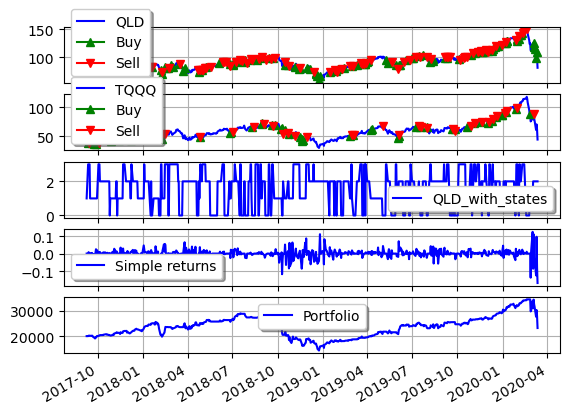 150
100
QLD
Buy
Sell
100
50
TQQQ
Buy
Sell
2
0
QLD_with_states
0.1
0.0
−0.1
Simple returns
30000
20000
Portfolio
2017-10
2018-01
2018-04
2018-07
2018-10
2019-01
2019-04
2019-07
2019-10
2020-01
2020-04